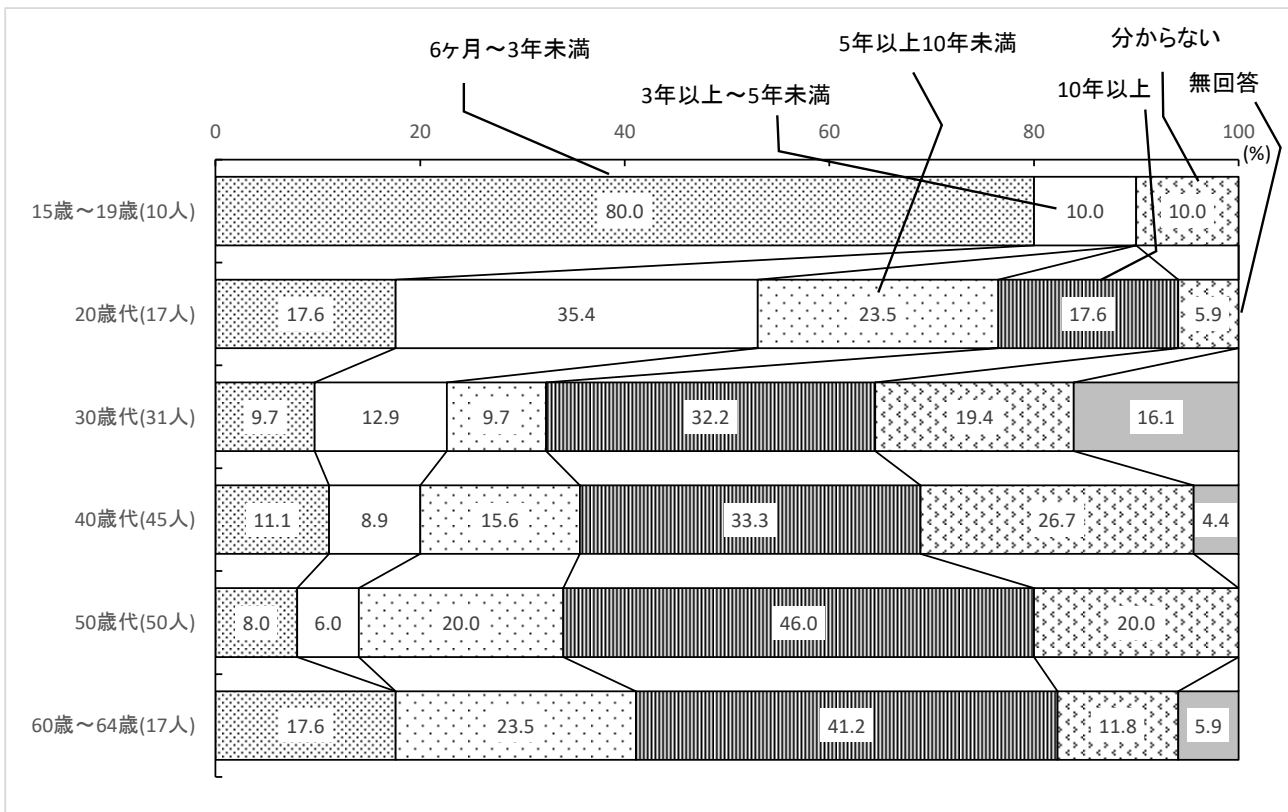 6ヶ月～3年未満
5年以上10年未満
分からない
3年以上～5年未満
10年以上
無回答
0 20 40 60 80 100
(%)
15歳～19歳(10人) 80.0 10.0 10.0
20歳代(17人) 17.6 35.4 23.5 17.6 5.9
30歳代(31人) 9.7 12.9 9.7 32.2 19.4 16.1
40歳代(45人) 11.1 8.9 15.6 33.3 26.7 4.4
50歳代(50人) 8.0 6.0 20.0 46.0 20.0
60歳～64歳(17人) 17.6 23.5 41.2 11.8 5.9